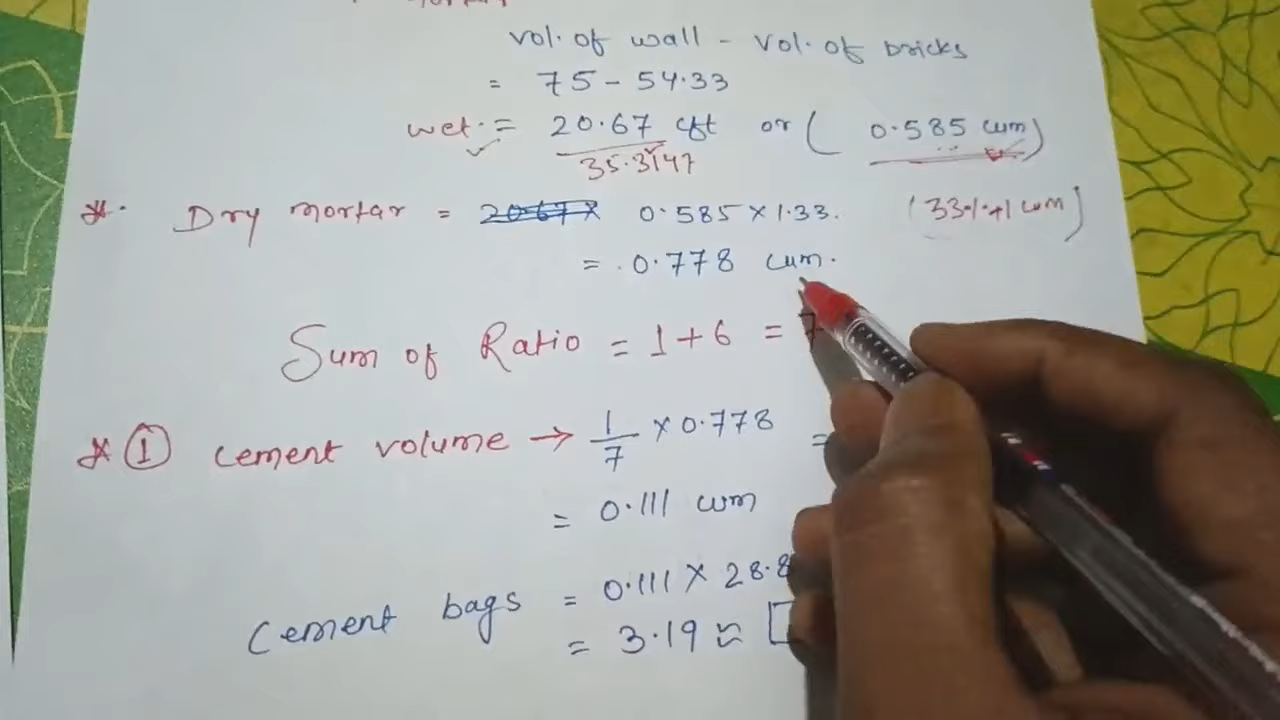 vol. of wall - vol. of bricks
= 75 - 54.33
wet. = 20.67 cft or ( 0.585 cum)
35.3147
*. Dry mortar = 2067x 0.585 x 1.33. (33%+1 cum)
= .0.778 cum.
Sum of Ratio = 1+6 = 7
* ① cement volume → 1/7 x 0.778 =
= 0.111 cum
cement bags = 0.111 x 28.8
= 3.19 ≈